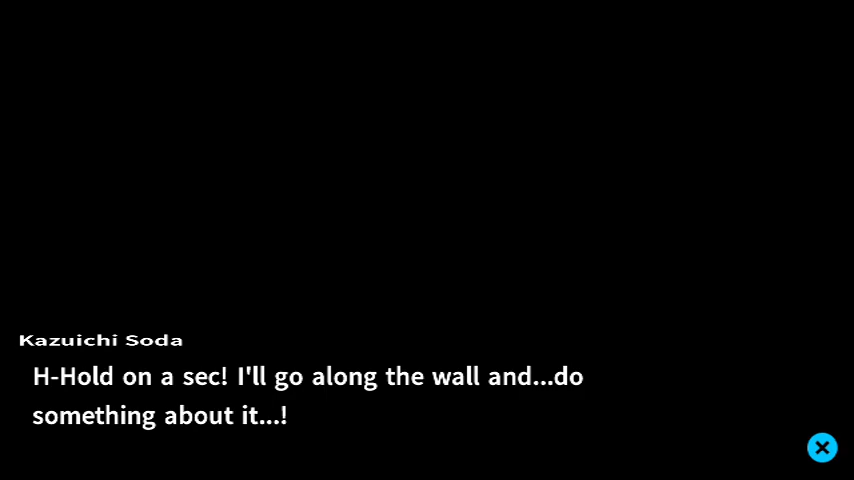 Kazuichi Soda
H-Hold on a sec! I'll go along the wall and...do
something about it...!